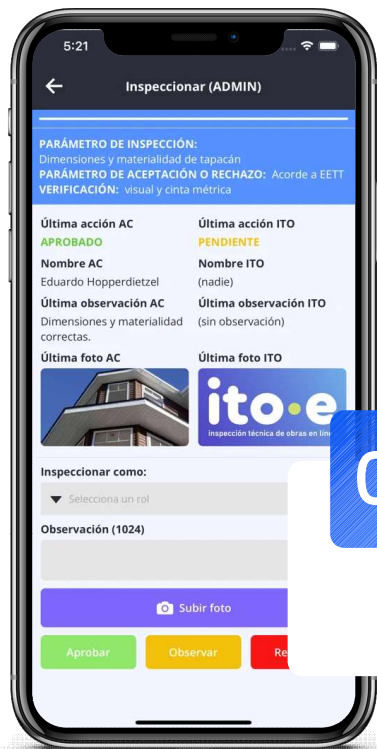 5:21
Inspeccionar (ADMIN)
PARÁMETRO DE INSPECCIÓN:
Dimensiones y materialidad de tapacán
PARÁMETRO DE ACEPTACIÓN O RECHAZO: Acorde a EETT
VERIFICACIÓN: visual y cinta métrica
Última acción AC
APROBADO
Última acción ITO
PENDIENTE
Nombre AC
Eduardo Hopperdietzel
Nombre ITO
(nadie)
Última observación AC
Dimensiones y materialidad
correctas.
Última observación ITO
(sin observación)
Última foto AC
Última foto ITO
ito-e
inspección técnica de obras en líne
Inspeccionar como:
Selecciona un rol
Observación (1024)
Subir foto
Aprobar
Observar
Re